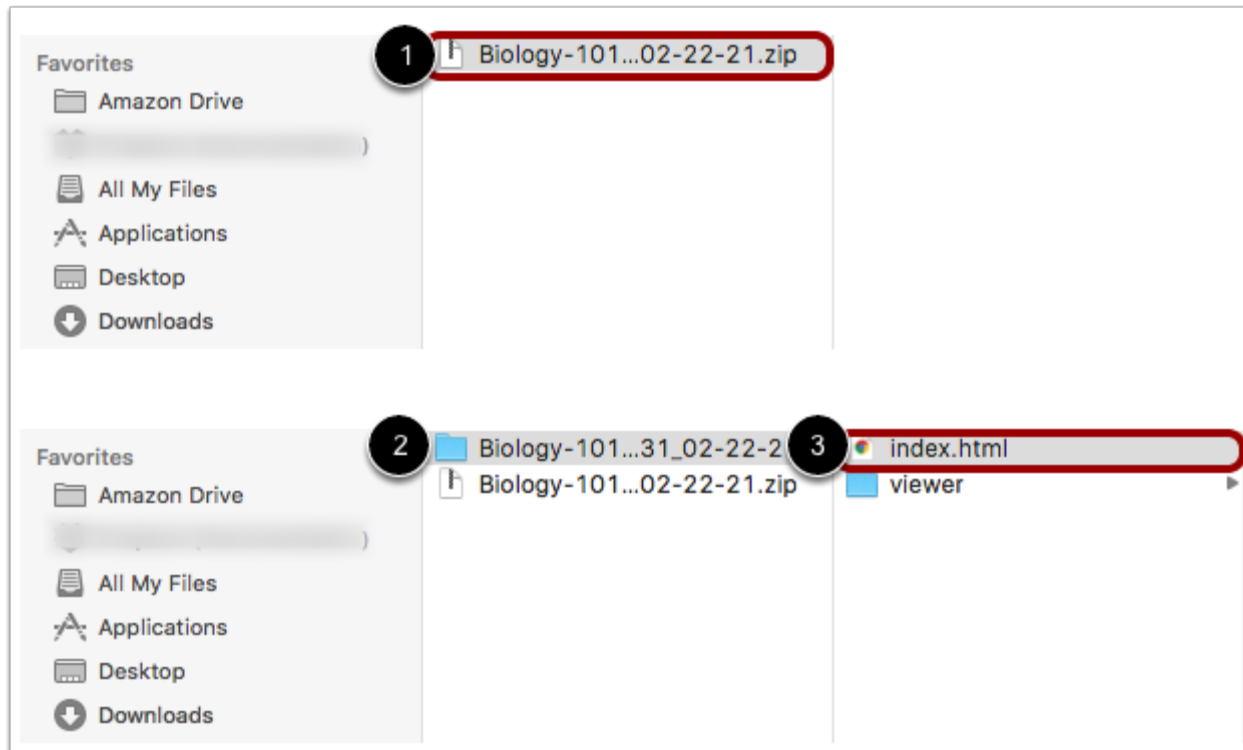 Favorites
1 Biology-101...02-22-21.zip
Amazon Drive
)
All My Files
Applications
Desktop
Downloads
Favorites
2 Biology-101...31_02-22-2 3 index.html
Amazon Drive Biology-101...02-22-21.zip viewer
)
All My Files
Applications
Desktop
Downloads